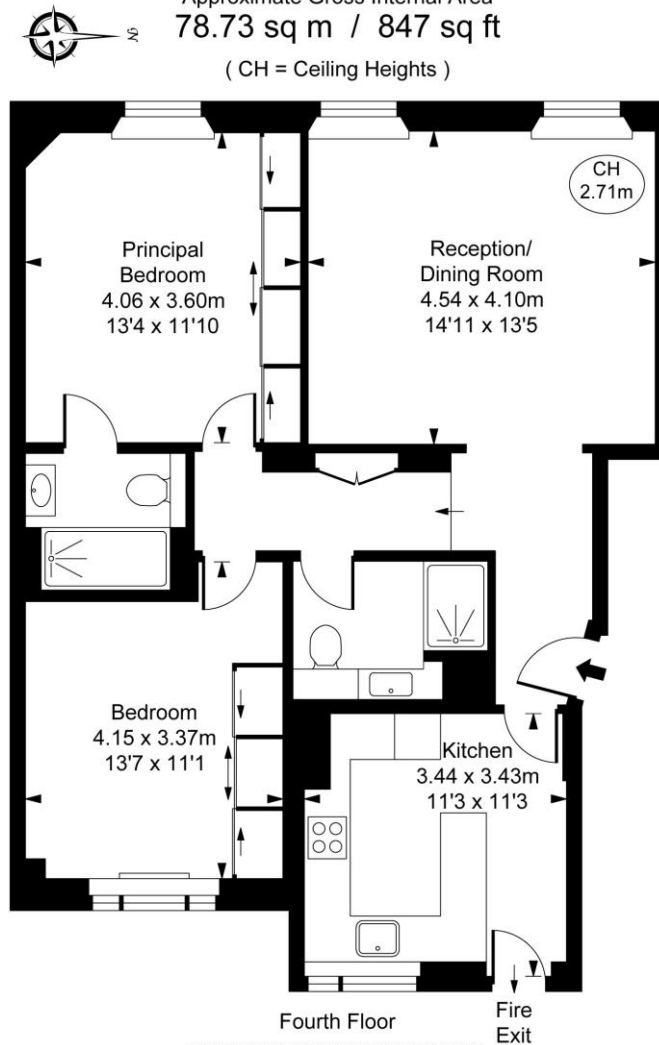 Approximate Gross Internal Area
78.73 sq m / 847 sq ft
( CH = Ceiling Heights )
CH
2.71m
Principal
Bedroom
4.06 x 3.60m
13'4 x 11'10
Reception/
Dining Room
4.54 x 4.10m
14'11 x 13'5
Bedroom
4.15 x 3.37m
13'7 x 11'1
Kitchen
3.44 x 3.43m
11'3 x 11'3
Fourth Floor
Fire
Exit